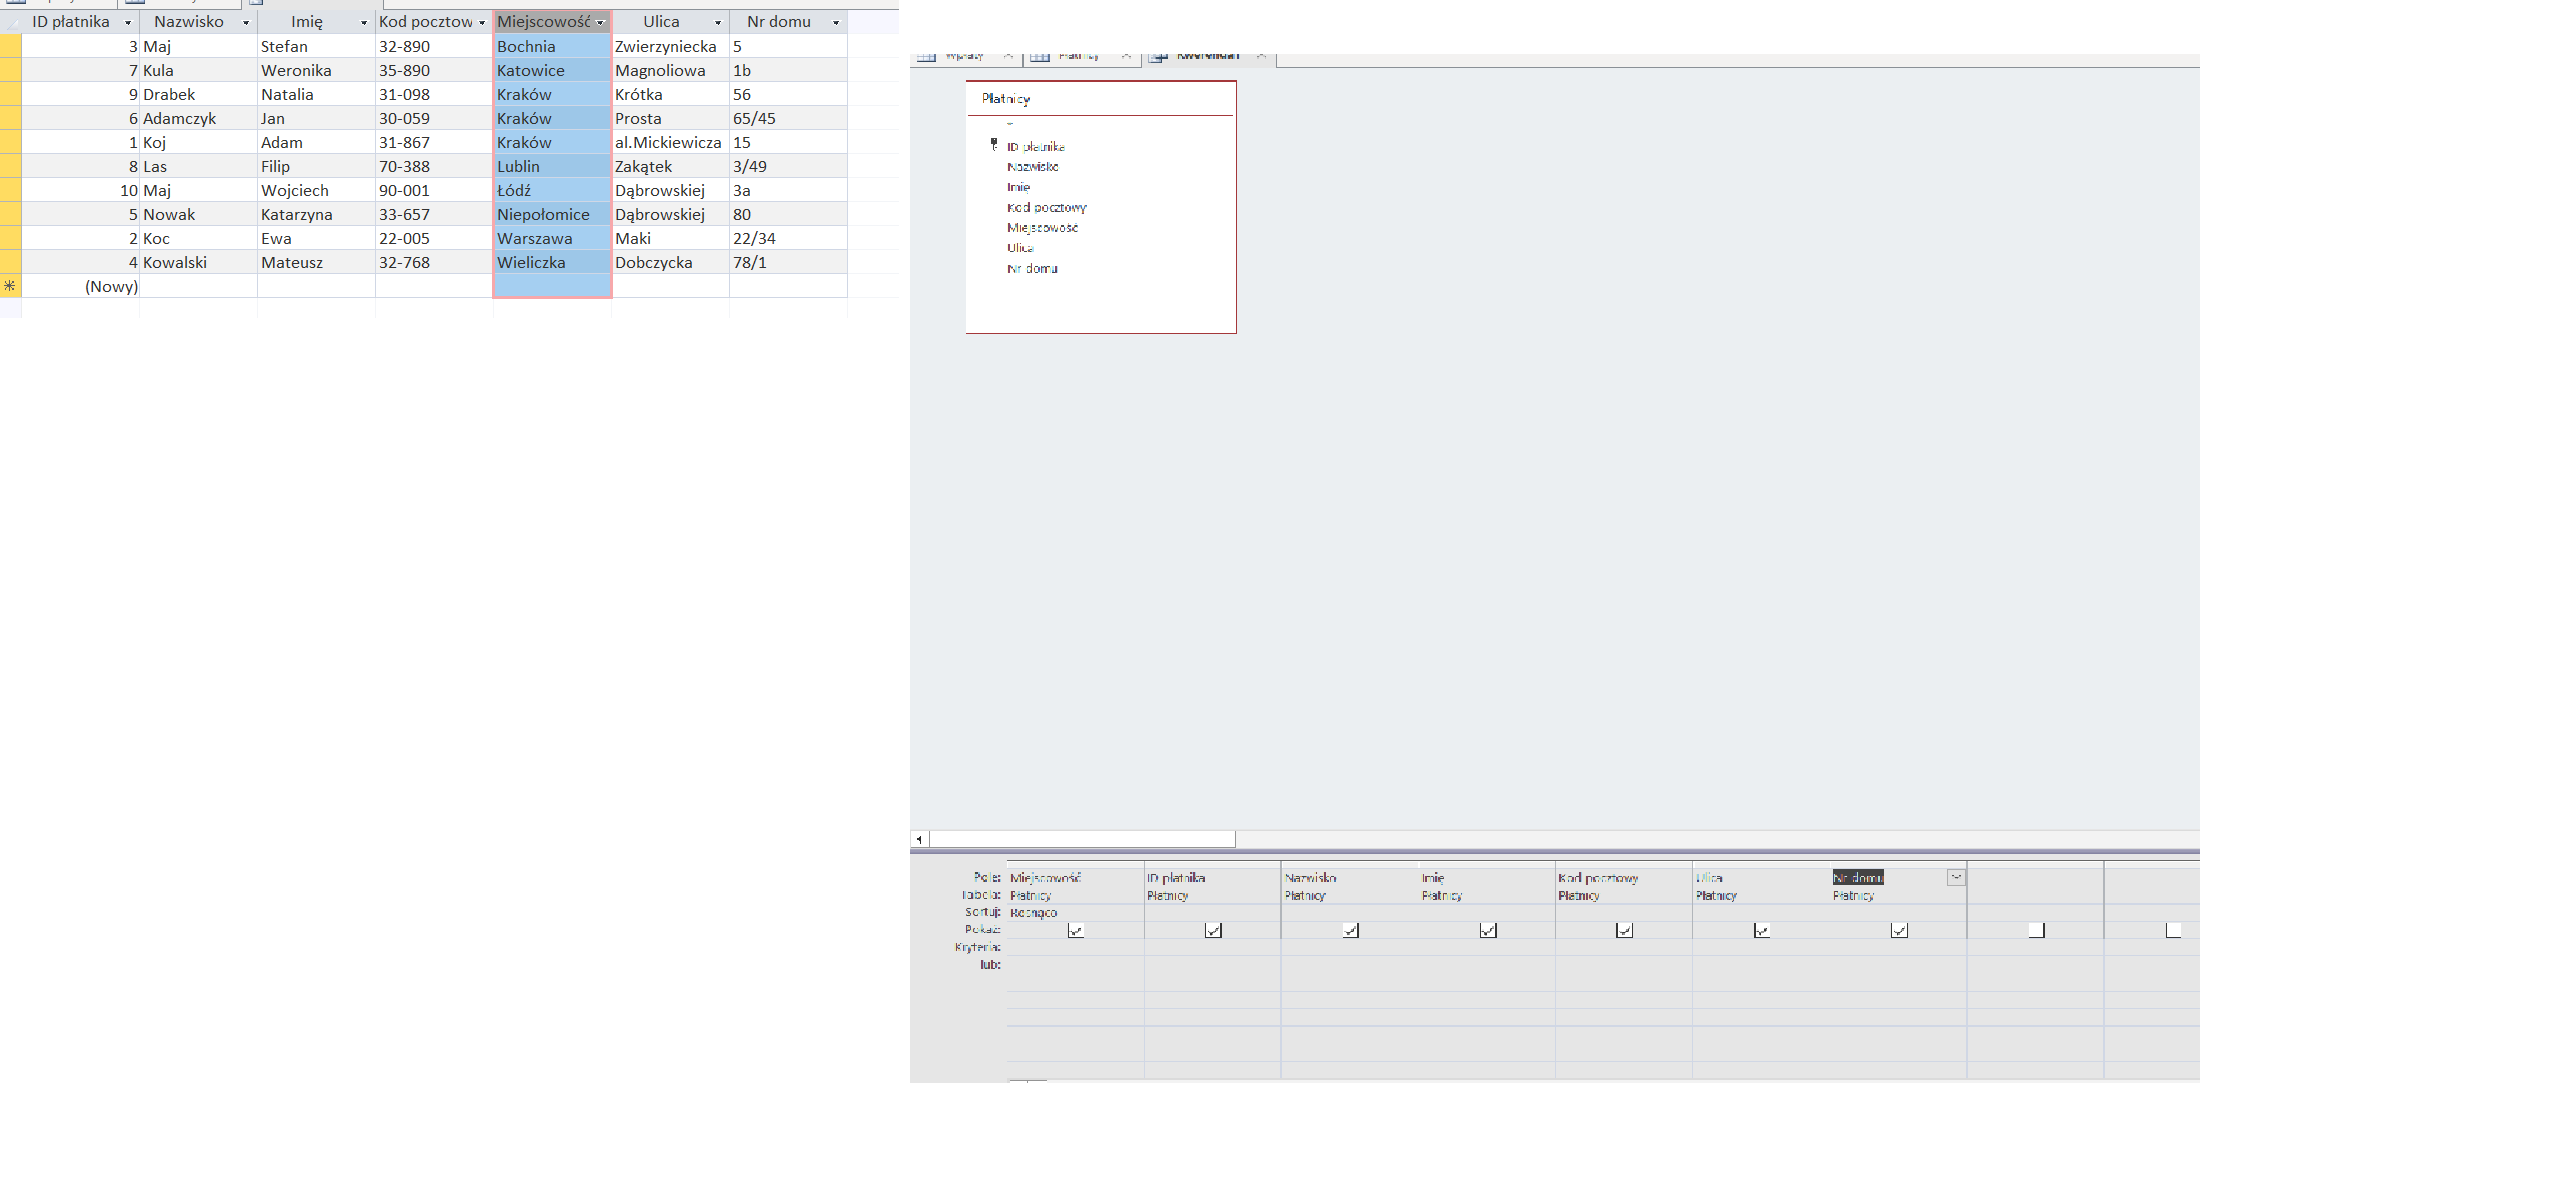 ID płatnika Nazwisko Imię Kod pocztow Miejscowość Ulica Nr domu
3 Maj Stefan 32-890 Bochnia Zwierzyniecka 5
7 Kula Weronika 35-890 Katowice Magnoliowa 1b
9 Drabek Natalia 31-098 Kraków Krótka 56
6 Adamczyk Jan 30-059 Kraków Prosta 65/45
1 Koj Adam 31-867 Kraków al.Mickiewicza 15
8 Las Filip 70-388 Lublin Zakątek 3/49
10 Maj Wojciech 90-001 Łódź Dąbrowskiej 3a
5 Nowak Katarzyna 33-657 Niepołomice Dąbrowskiej 80
2 Koc Ewa 22-005 Warszawa Maki 22/34
4 Kowalski Mateusz 32-768 Wieliczka Dobczycka 78/1
(Nowy)
Płatnicy
ID płatnika
Nazwisko
Imię
Kod pocztowy
Miejscowość
Ulica
Nr domu
Pole: Miejscowość ID płatnika Nazwisko Imię Kod pocztowy Ulica Nr domu
Tabela: Płatnicy Płatnicy Płatnicy Płatnicy Płatnicy Płatnicy Płatnicy
Sortuj: Rosnąco
Pokaż:
Kryteria:
lub: